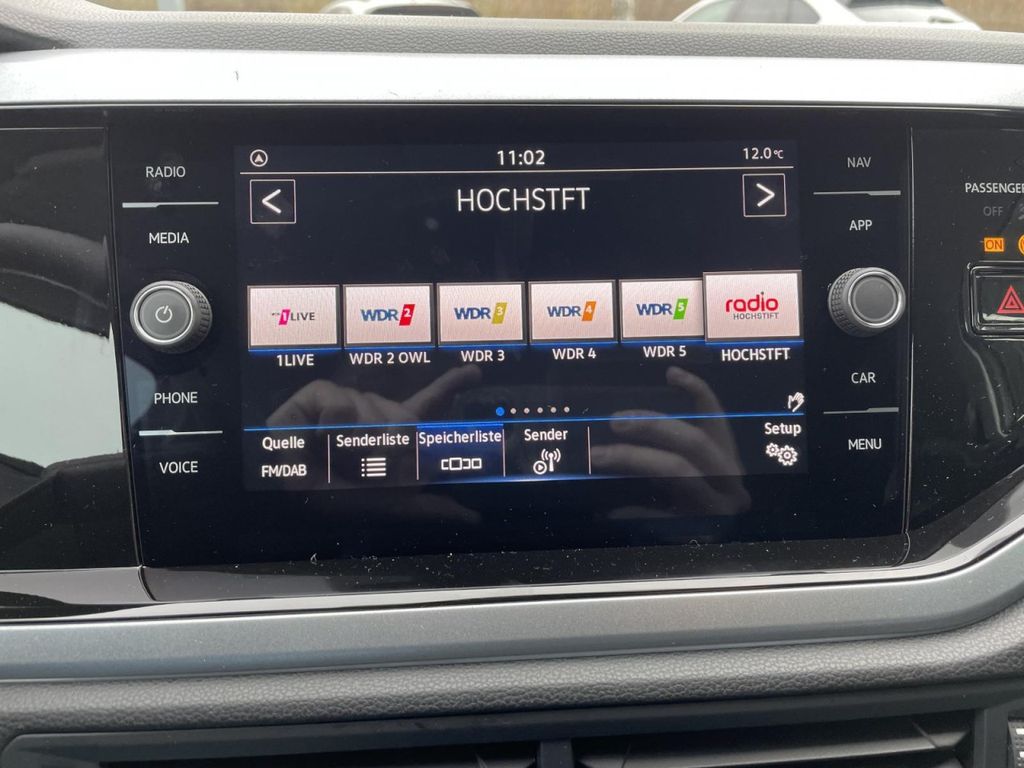 RADIO
MEDIA
PHONE
VOICE
11:02
12.0°C
<
HOCHSTFT
>
1LIVE
WDR 2
WDR 3
WDR 4
WDR 5
radio
HOCHSTIFT
1LIVE
WDR 2 OWL
WDR 3
WDR 4
WDR 5
HOCHSTFT
Quelle
FM/DAB
Senderliste
Speicherliste
Sender
Setup
NAV
APP
CAR
MENU
OFF
ON